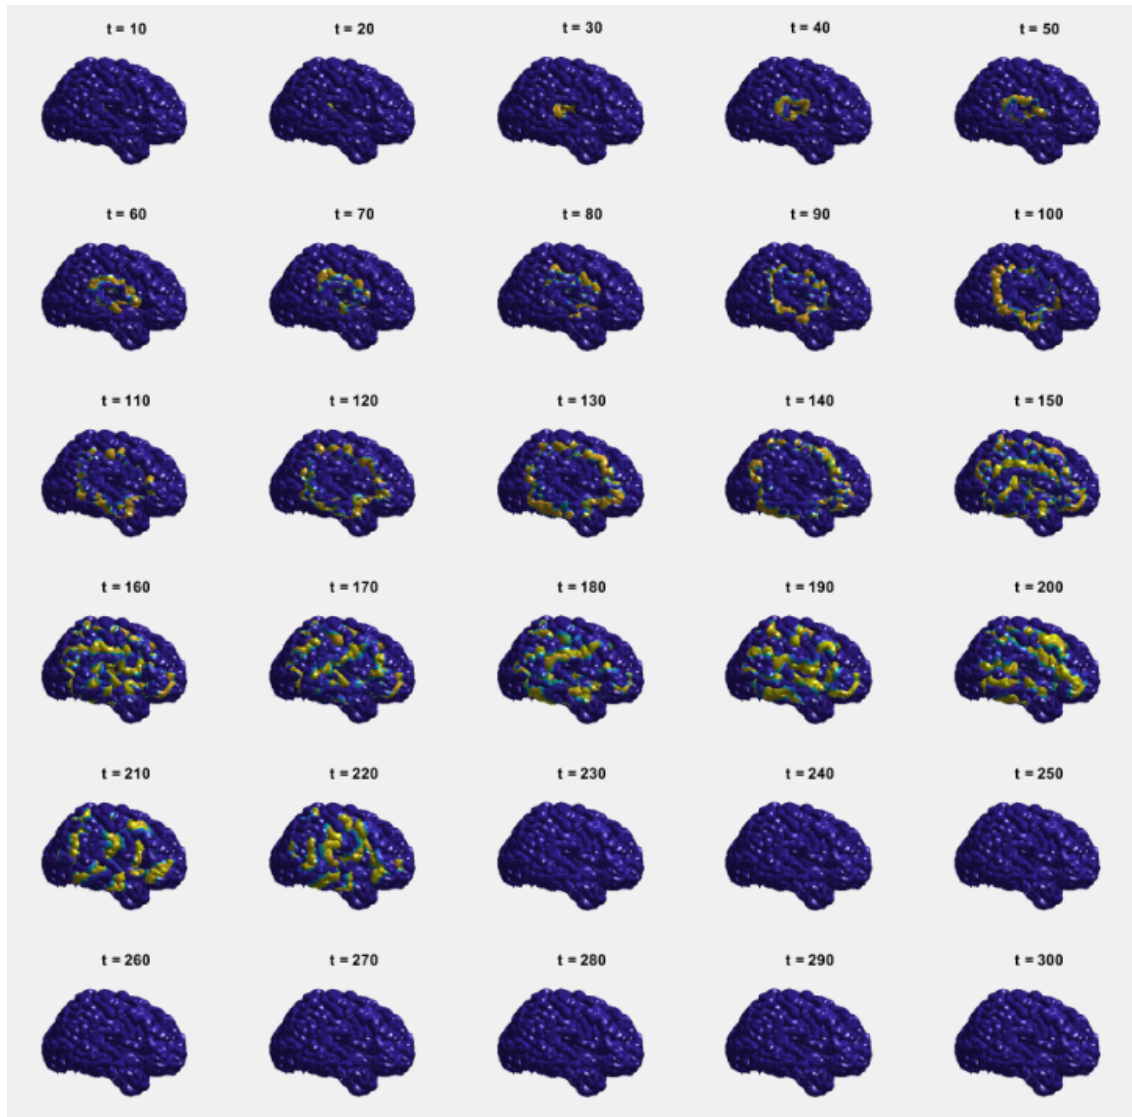 t = 10 t = 20 t = 30 t = 40 t = 50
t = 60 t = 70 t = 80 t = 90 t = 100
t = 110 t = 120 t = 130 t = 140 t = 150
t = 160 t = 170 t = 180 t = 190 t = 200
t = 210 t = 220 t = 230 t = 240 t = 250
t = 260 t = 270 t = 280 t = 290 t = 300